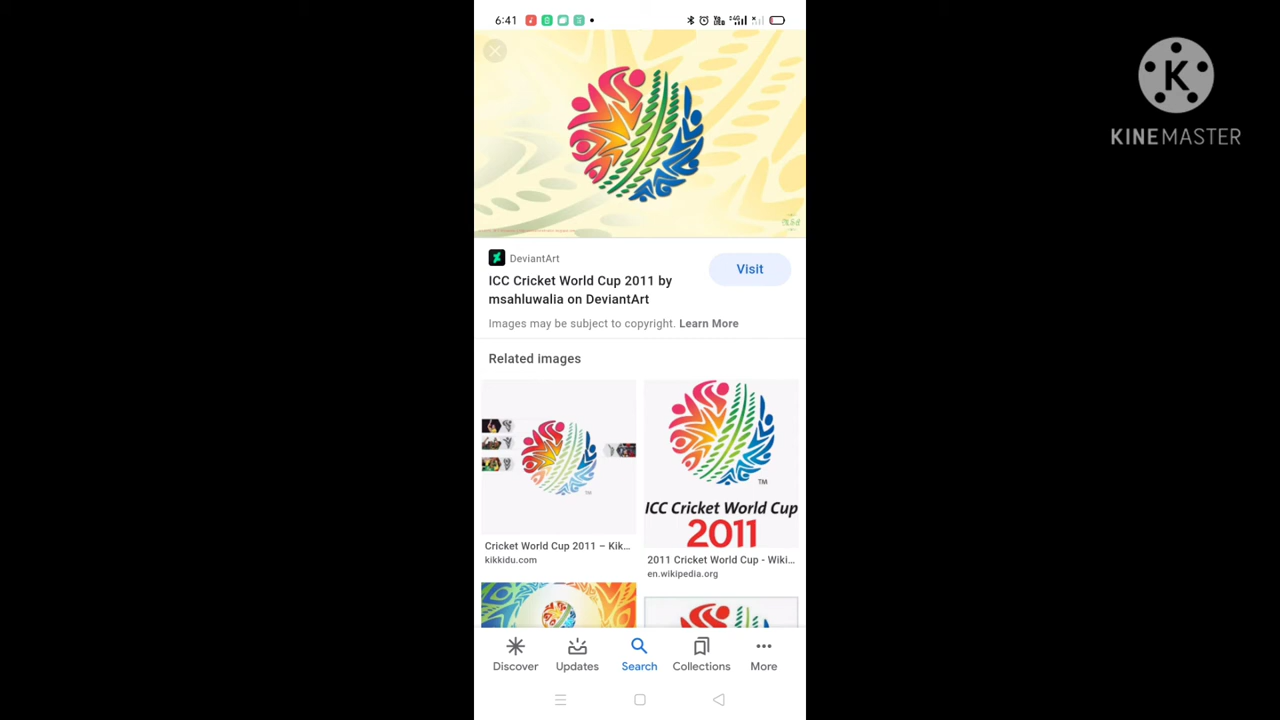 6:41
KINEMASTER
DeviantArt
ICC Cricket World Cup 2011 by
msahluwalia on DeviantArt
Visit
Images may be subject to copyright. Learn More
Related images
TM
TM
ICC Cricket World Cup
2011
Cricket World Cup 2011 – Kik...
kikkidu.com
2011 Cricket World Cup - Wiki...
en.wikipedia.org
Discover
Updates
Search
Collections
More